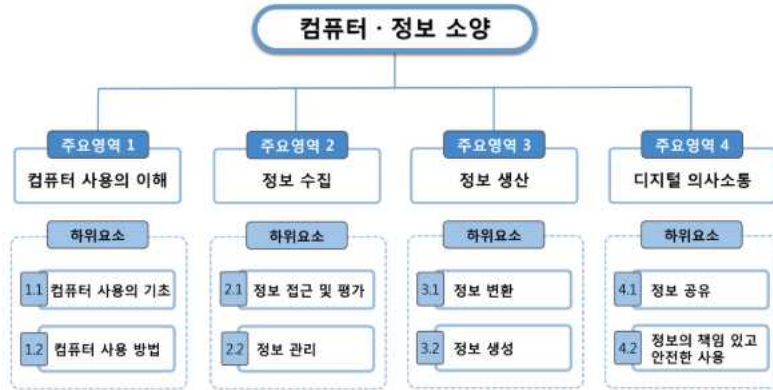 컴퓨터 · 정보 소양
주요영역 1
컴퓨터 사용의 이해
주요영역 2
정보 수집
주요영역 3
정보 생산
주요영역 4
디지털 의사소통
하위요소
1.1 컴퓨터 사용의 기초
1.2 컴퓨터 사용 방법
하위요소
2.1 정보 접근 및 평가
2.2 정보 관리
하위요소
3.1 정보 변환
3.2 정보 생성
하위요소
4.1 정보 공유
4.2 정보의 책임 있고
안전한 사용